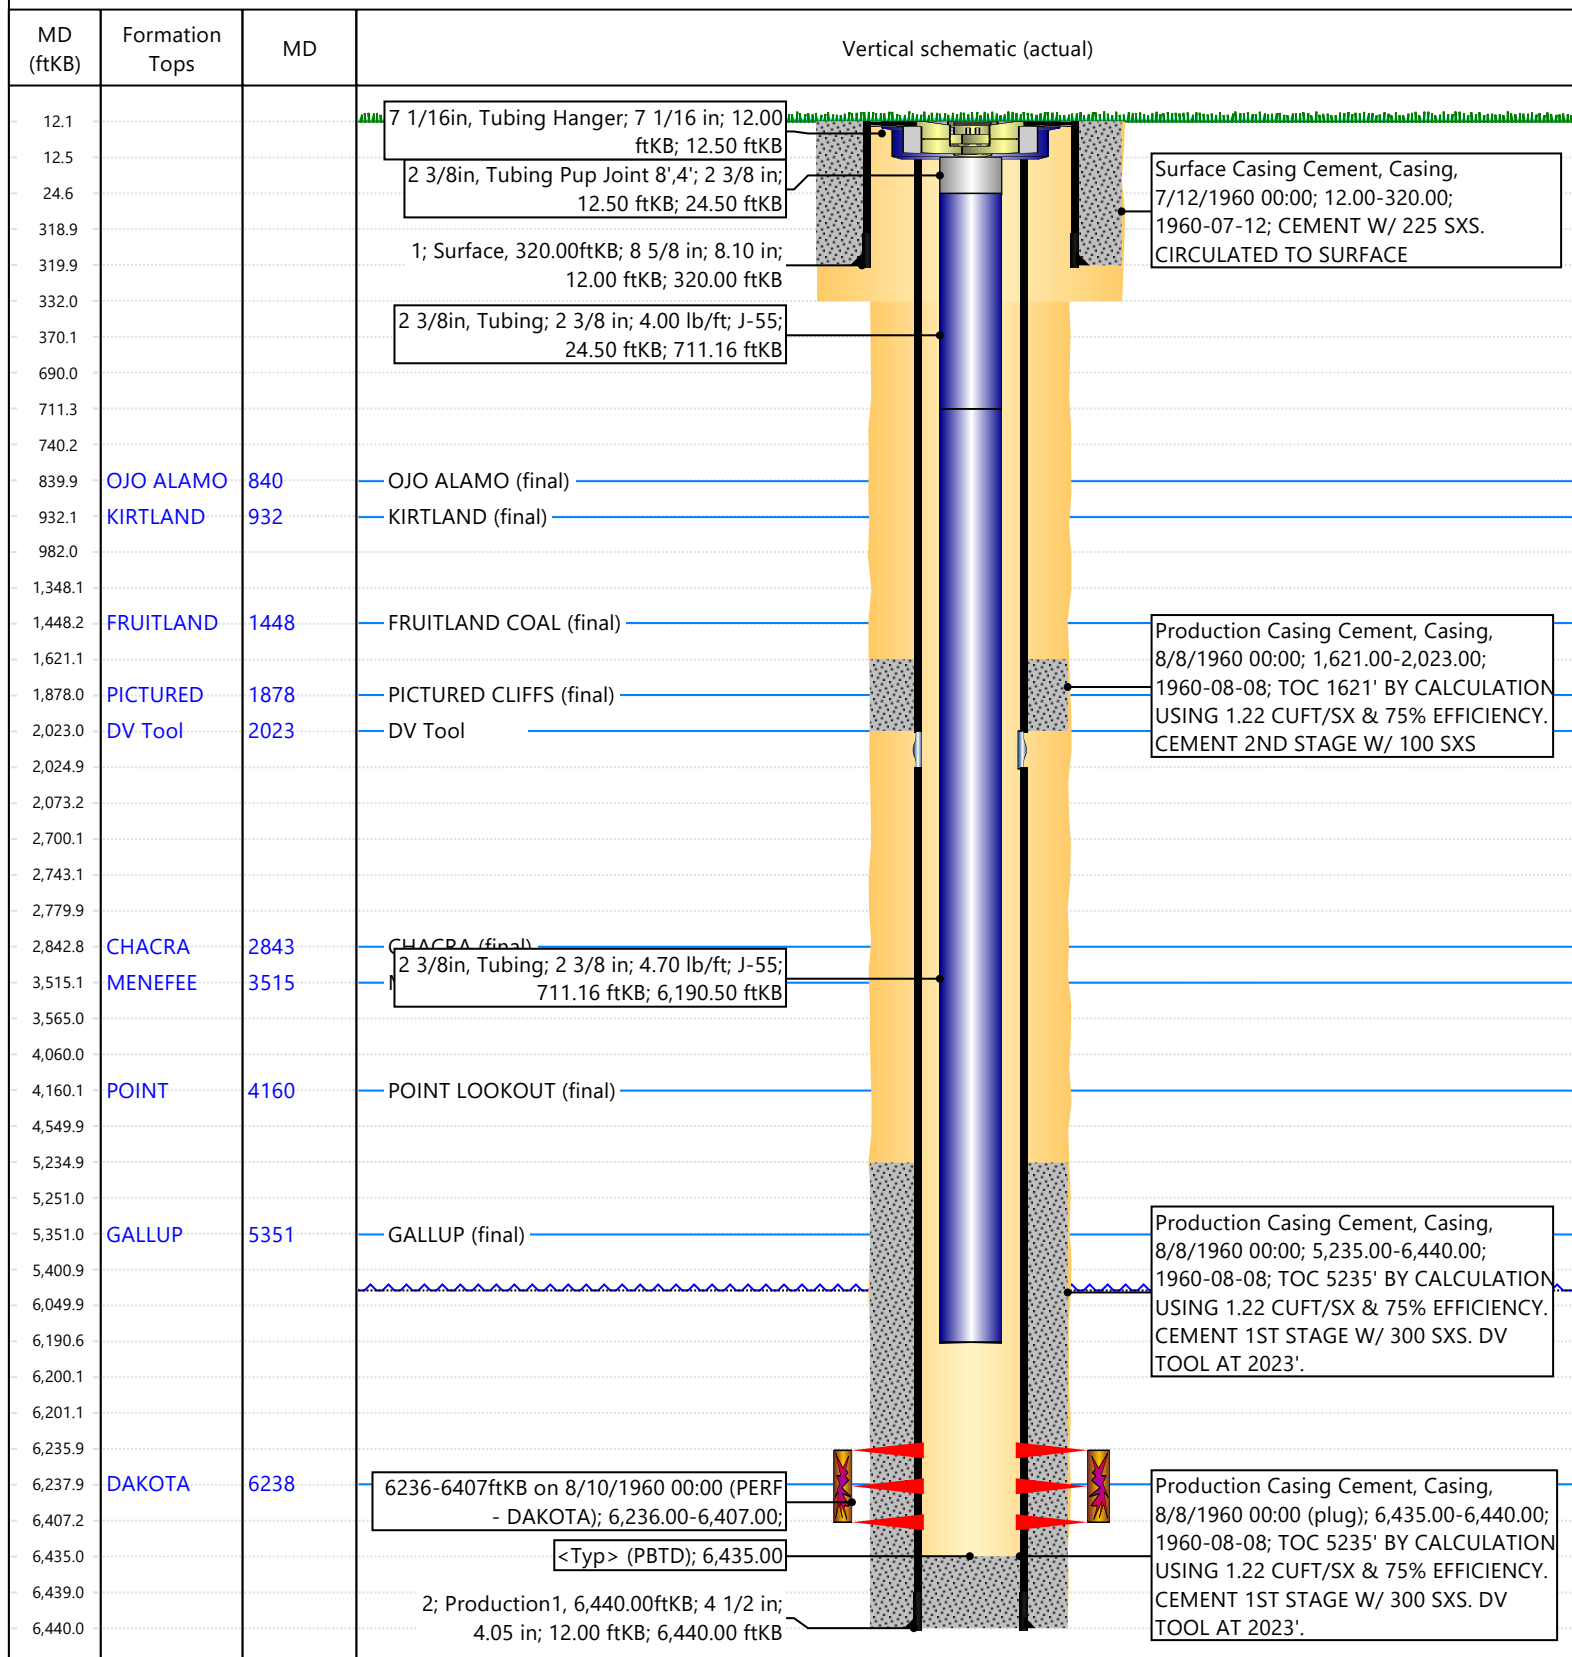 MD
(ftKB)
Formation
Tops
MD
Vertical schematic (actual)
12.1
12.5
24.6
318.9
319.9
332.0
370.1
690.0
711.3
740.2
839.9
932.1
982.0
1,348.1
1,448.2
1,621.1
1,878.0
2,023.0
2,024.9
2,073.2
2,700.1
2,743.1
2,779.9
2,842.8
3,515.1
3,565.0
4,060.0
4,160.1
4,549.9
5,234.9
5,251.0
5,351.0
5,400.9
6,049.9
6,190.6
6,200.1
6,201.1
6,235.9
6,237.9
6,407.2
6,435.0
6,439.0
6,440.0
OJO ALAMO 840
KIRTLAND 932
FRUITLAND 1448
PICTURED 1878
DV Tool 2023
CHACRA 2843
MENEFEE 3515
POINT 4160
GALLUP 5351
DAKOTA 6238
7 1/16in, Tubing Hanger; 7 1/16 in; 12.00
ftKB; 12.50 ftKB
2 3/8in, Tubing Pup Joint 8',4'; 2 3/8 in;
12.50 ftKB; 24.50 ftKB
1; Surface, 320.00ftKB; 8 5/8 in; 8.10 in;
12.00 ftKB; 320.00 ftKB
2 3/8in, Tubing; 2 3/8 in; 4.00 lb/ft; J-55;
24.50 ftKB; 711.16 ftKB
OJO ALAMO (final)
KIRTLAND (final)
FRUITLAND COAL (final)
PICTURED CLIFFS (final)
DV Tool
CHACRA (final)
2 3/8in, Tubing; 2 3/8 in; 4.70 lb/ft; J-55;
711.16 ftKB; 6,190.50 ftKB
POINT LOOKOUT (final)
GALLUP (final)
6236-6407ftKB on 8/10/1960 00:00 (PERF
- DAKOTA); 6,236.00-6,407.00;
<Typ> (PBTD); 6,435.00
2; Production1, 6,440.00ftKB; 4 1/2 in;
4.05 in; 12.00 ftKB; 6,440.00 ftKB
Surface Casing Cement, Casing,
7/12/1960 00:00; 12.00-320.00;
1960-07-12; CEMENT W/ 225 SXS.
CIRCULATED TO SURFACE
Production Casing Cement, Casing,
8/8/1960 00:00; 1,621.00-2,023.00;
1960-08-08; TOC 1621' BY CALCULATION
USING 1.22 CUFT/SX & 75% EFFICIENCY.
CEMENT 2ND STAGE W/ 100 SXS
Production Casing Cement, Casing,
8/8/1960 00:00; 5,235.00-6,440.00;
1960-08-08; TOC 5235' BY CALCULATION
USING 1.22 CUFT/SX & 75% EFFICIENCY.
CEMENT 1ST STAGE W/ 300 SXS. DV
TOOL AT 2023'.
Production Casing Cement, Casing,
8/8/1960 00:00 (plug); 6,435.00-6,440.00;
1960-08-08; TOC 5235' BY CALCULATION
USING 1.22 CUFT/SX & 75% EFFICIENCY.
CEMENT 1ST STAGE W/ 300 SXS. DV
TOOL AT 2023'.